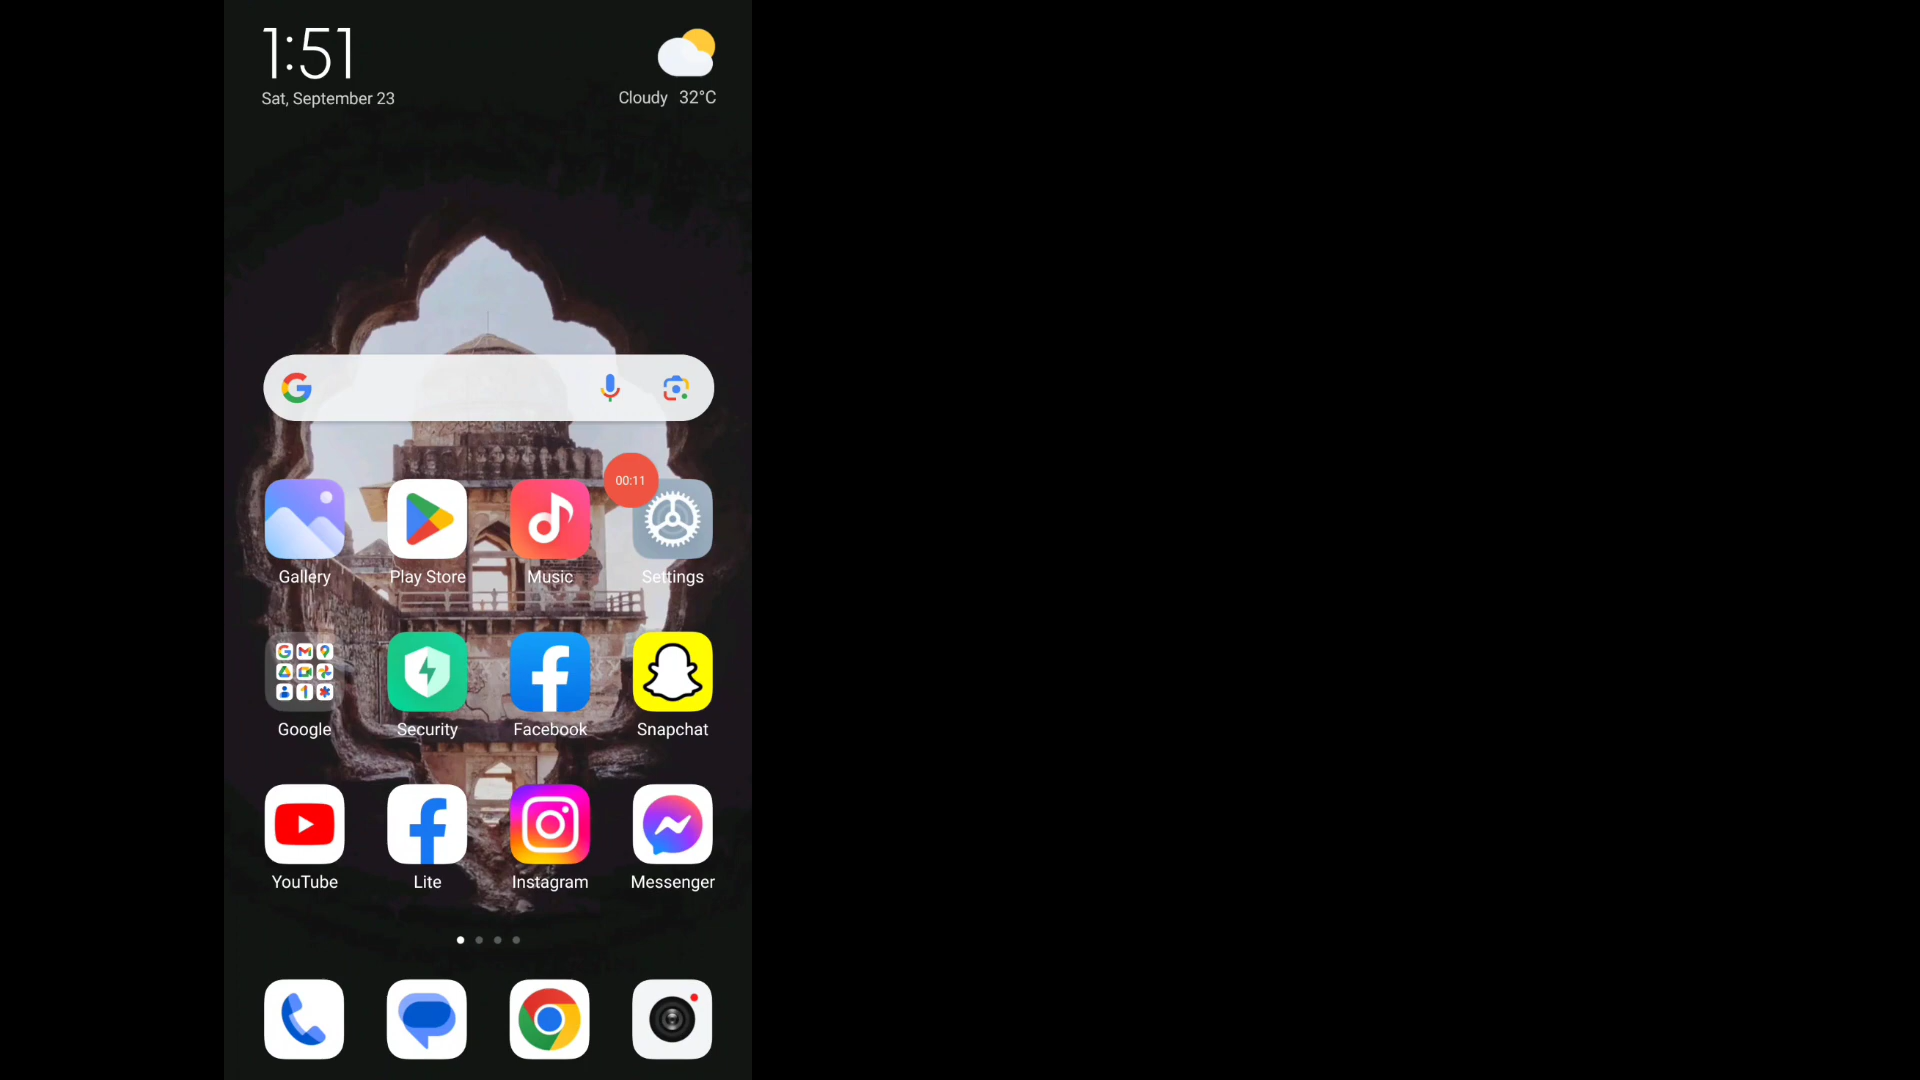 1:51
Sat, September 23
Cloudy 32°C
00:11
Gallery
Play Store
Music
Settings
Google
Security
Facebook
Snapchat
YouTube
Lite
Instagram
Messenger